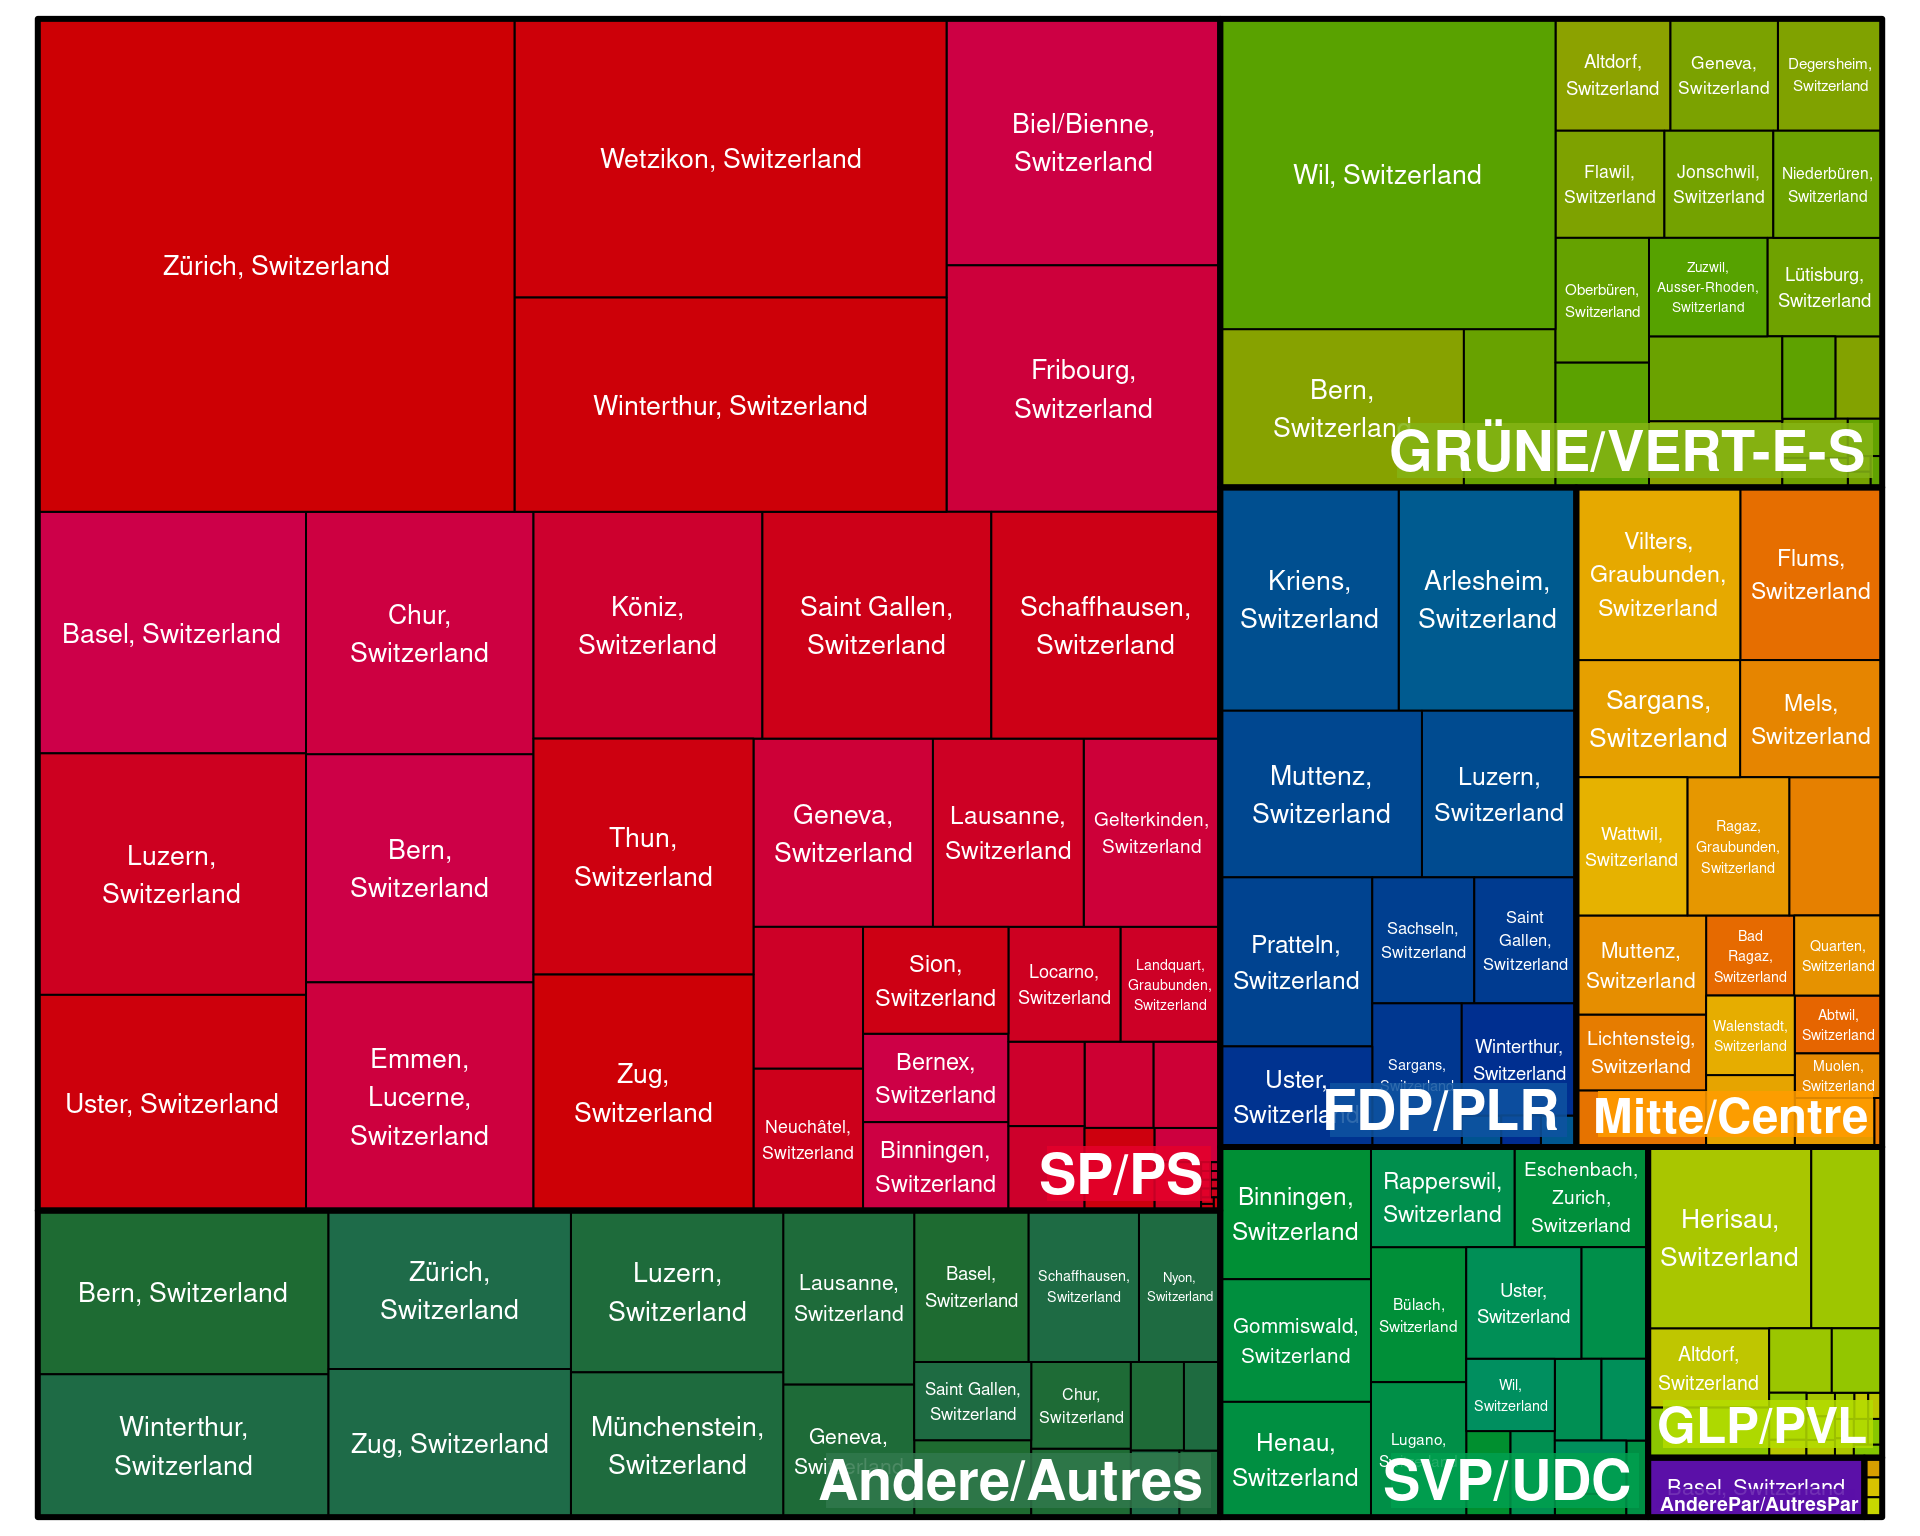 Zürich, Switzerland
Wetzikon, Switzerland
Winterthur, Switzerland
Biel/Bienne,
Switzerland
Fribourg,
Switzerland
Basel, Switzerland
Luzern,
Switzerland
Uster, Switzerland
Chur,
Switzerland
Bern,
Switzerland
Emmen,
Lucerne,
Switzerland
Köniz,
Switzerland
Saint Gallen,
Switzerland
Schaffhausen,
Switzerland
Thun,
Switzerland
Zug,
Switzerland
Geneva,
Switzerland
Lausanne,
Switzerland
Gelterkinden,
Switzerland
Neuchâtel,
Switzerland
Sion,
Switzerland
Bernex,
Switzerland
Binningen,
Switzerland
Locarno,
Switzerland
Landquart,
Graubunden,
Switzerland
SP/PS
Bern, Switzerland
Winterthur,
Switzerland
Zürich,
Switzerland
Zug, Switzerland
Luzern,
Switzerland
Münchenstein,
Switzerland
Lausanne,
Switzerland
Geneva,
Switzerland
Basel,
Switzerland
Schaffhausen,
Switzerland
Nyon,
Switzerland
Saint Gallen,
Switzerland
Chur,
Switzerland
Andere/Autres
Wil, Switzerland
Bern,
Switzerland
Altdorf,
Switzerland
Geneva,
Switzerland
Degersheim,
Switzerland
Flawil,
Switzerland
Jonschwil,
Switzerland
Niederbüren,
Switzerland
Oberbüren,
Switzerland
Zuzwil,
Ausser-Rhoden,
Switzerland
Lütisburg,
Switzerland
GRÜNE/VERT-E-S
Kriens,
Switzerland
Arlesheim,
Switzerland
Muttenz,
Switzerland
Luzern,
Switzerland
Pratteln,
Switzerland
Uster,
Switzerland
Sachseln,
Switzerland
Saint
Gallen,
Switzerland
Sargans,
Switzerland
Winterthur,
Switzerland
FDP/PLR
Vilters,
Graubunden,
Switzerland
Flums,
Switzerland
Sargans,
Switzerland
Mels,
Switzerland
Wattwil,
Switzerland
Ragaz,
Graubunden,
Switzerland
Muttenz,
Switzerland
Lichtensteig,
Switzerland
Bad
Ragaz,
Switzerland
Quarten,
Switzerland
Walenstadt,
Switzerland
Abtwil,
Switzerland
Muolen,
Switzerland
Mitte/Centre
Binningen,
Switzerland
Gommiswald,
Switzerland
Henau,
Switzerland
Rapperswil,
Switzerland
Eschenbach,
Zurich,
Switzerland
Bülach,
Switzerland
Uster,
Switzerland
Wil,
Switzerland
Lugano,
SVP/UDC
Herisau,
Switzerland
Altdorf,
Switzerland
GLP/PVL
Basel, Switzerland
AnderePar/AutresPar